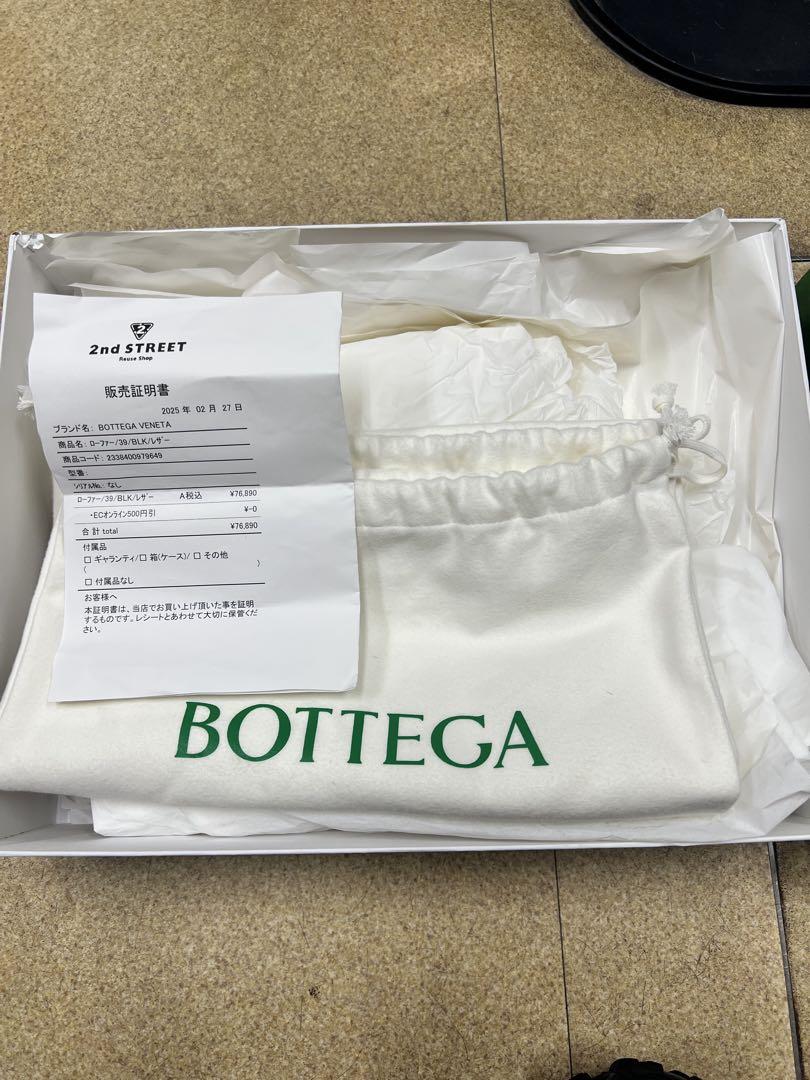 2nd STREET
Reuse Shop
販売証明書
2025 年 02 月 27 日
ブランド名: BOTTEGA VENETA
商品名: ローファー/39/BLK/レザー
商品コード: 2338400979649
型番:
シリアルNo.: なし
ローファー/39/BLK/レザー A税込 ¥76,890
・ECオンライン500円引 ¥-0
合計 total ¥76,890
付属品
□ ギャランティ/□ 箱(ケース)/ □ その他
( )
□ 付属品なし
お客様へ
本証明書は、当店でお買い上げ頂いた事を証明
するものです。レシートとあわせて大切に保管くだ
さい。
BOTTEGA